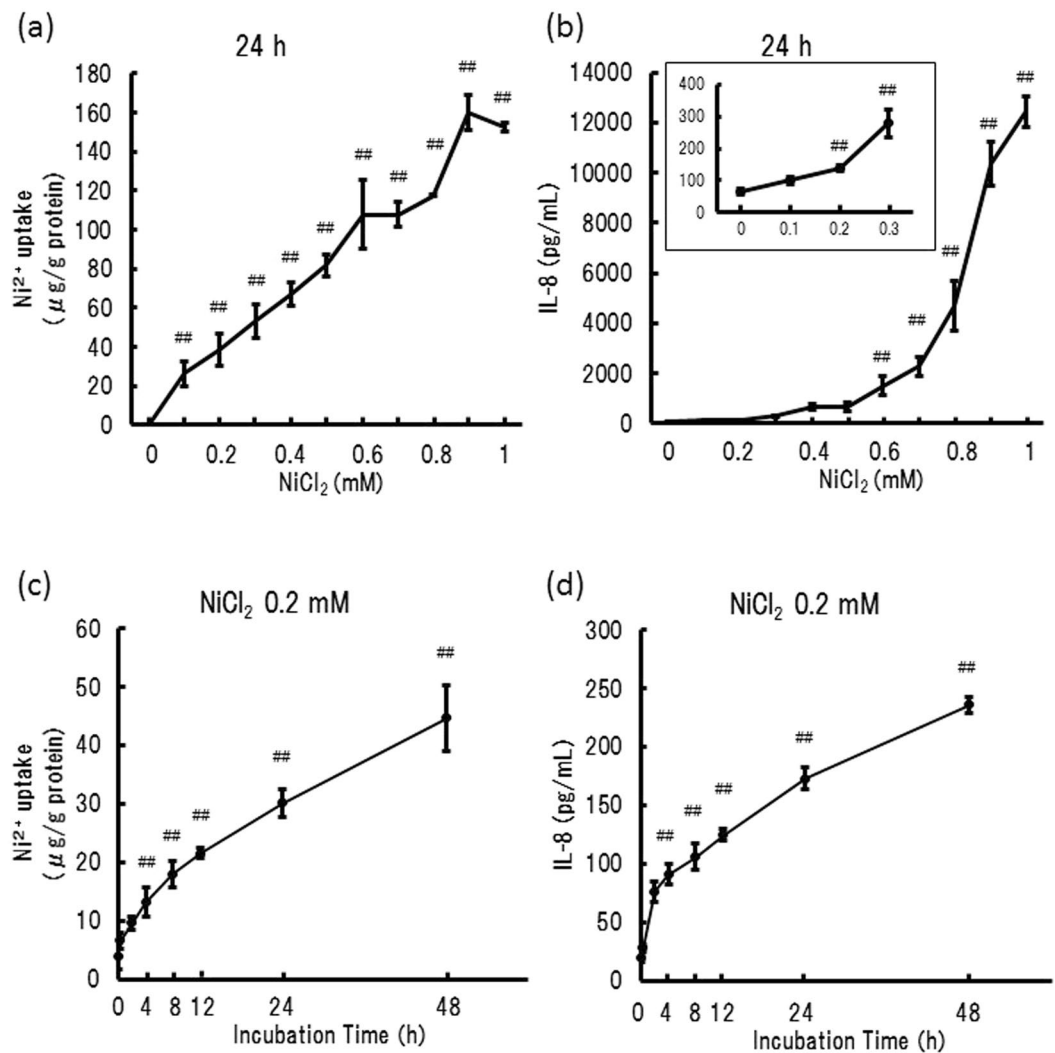 (a)
24 h
Ni²⁺ uptake
(μg/g protein)
180
160
140
120
100
80
60
40
20
0
##
##
##
##
##
##
##
##
##
##
0 0.2 0.4 0.6 0.8 1
NiCl₂ (mM)
(b)
24 h
IL-8 (pg/mL)
14000
12000
10000
8000
6000
4000
2000
0
400
300
200
100
0
##
##
0 0.1 0.2 0.3
##
##
##
##
##
0 0.2 0.4 0.6 0.8 1
NiCl₂ (mM)
(c)
NiCl₂ 0.2 mM
Ni²⁺ uptake
(μg/g protein)
60
50
40
30
20
10
0
##
##
##
##
##
0 4 8 12 24 48
Incubation Time (h)
(d)
NiCl₂ 0.2 mM
IL-8 (pg/mL)
300
250
200
150
100
50
0
##
##
##
##
##
0 4 8 12 24 48
Incubation Time (h)